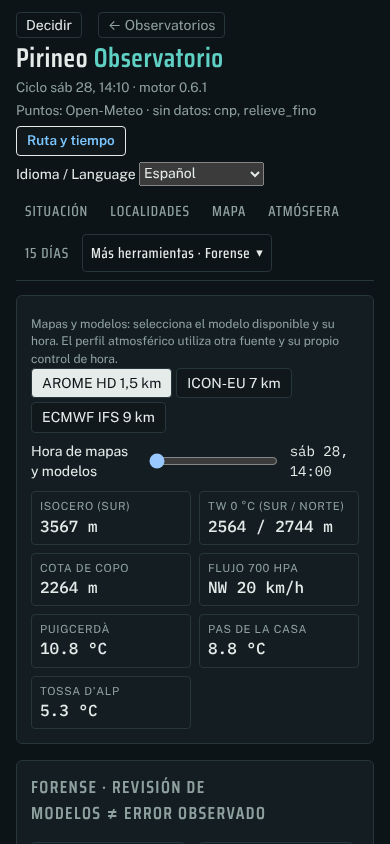 Decidir
← Observatorios
Pirineo Observatorio
Ciclo sáb 28, 14:10 · motor 0.6.1
Puntos: Open-Meteo · sin datos: cnp, relieve_fino
Ruta y tiempo
Idioma / Language Español
SITUACIÓN LOCALIDADES MAPA ATMÓSFERA
15 DÍAS Más herramientas · Forense ▾
Mapas y modelos: selecciona el modelo disponible y su
hora. El perfil atmosférico utiliza otra fuente y su propio
control de hora.
AROME HD 1,5 km ICON-EU 7 km
ECMWF IFS 9 km
Hora de mapas
y modelos
sáb 28,
14:00
ISOCERO (SUR)
3567 m
TW 0 °C (SUR / NORTE)
2564 / 2744 m
COTA DE COPO
2264 m
FLUJO 700 HPA
NW 20 km/h
PUIGCERDÀ
10.8 °C
PAS DE LA CASA
8.8 °C
TOSSA D'ALP
5.3 °C
FORENSE · REVISIÓN DE
MODELOS ≠ ERROR OBSERVADO